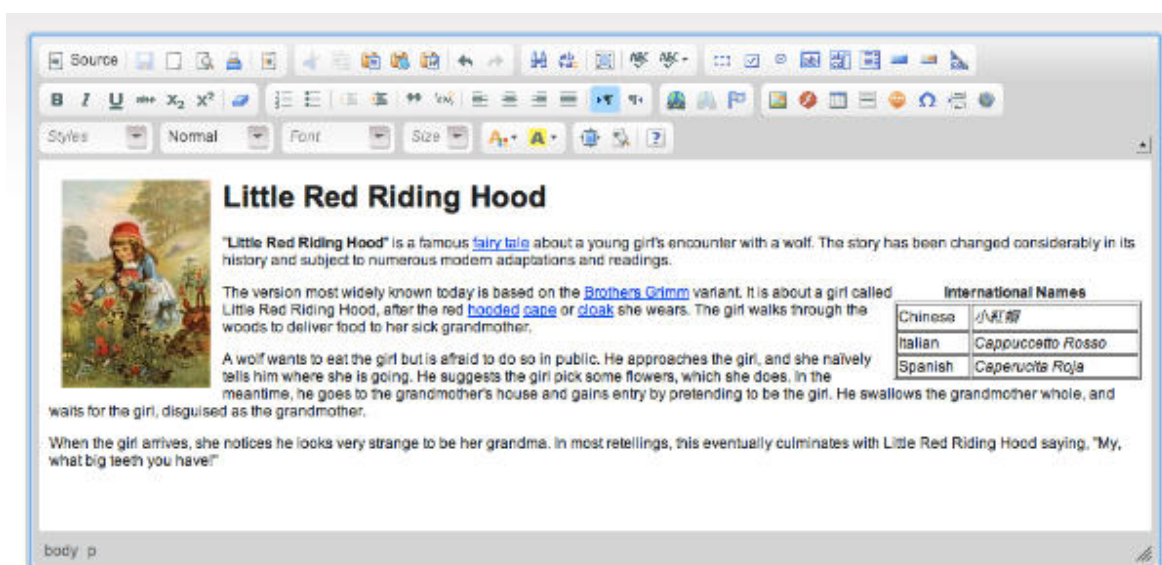 Source
B I U abc X2 X2
Styles Normal Font Size
Little Red Riding Hood
"Little Red Riding Hood" is a famous fairy tale about a young girl's encounter with a wolf. The story has been changed considerably in its
history and subject to numerous modern adaptations and readings.
The version most widely known today is based on the Brothers Grimm variant. It is about a girl called
Little Red Riding Hood, after the red hooded cape or cloak she wears. The girl walks through the
woods to deliver food to her sick grandmother.
International Names
Chinese 小紅帽
Italian Cappuccetto Rosso
Spanish Caperucita Roja
A wolf wants to eat the girl but is afraid to do so in public. He approaches the girl, and she naïvely
tells him where she is going. He suggests the girl pick some flowers, which she does. In the
meantime, he goes to the grandmother's house and gains entry by pretending to be the girl. He swallows the grandmother whole, and
waits for the girl, disguised as the grandmother.
When the girl arrives, she notices he looks very strange to be her grandma. In most retellings, this eventually culminates with Little Red Riding Hood saying, "My,
what big teeth you have!"
body p